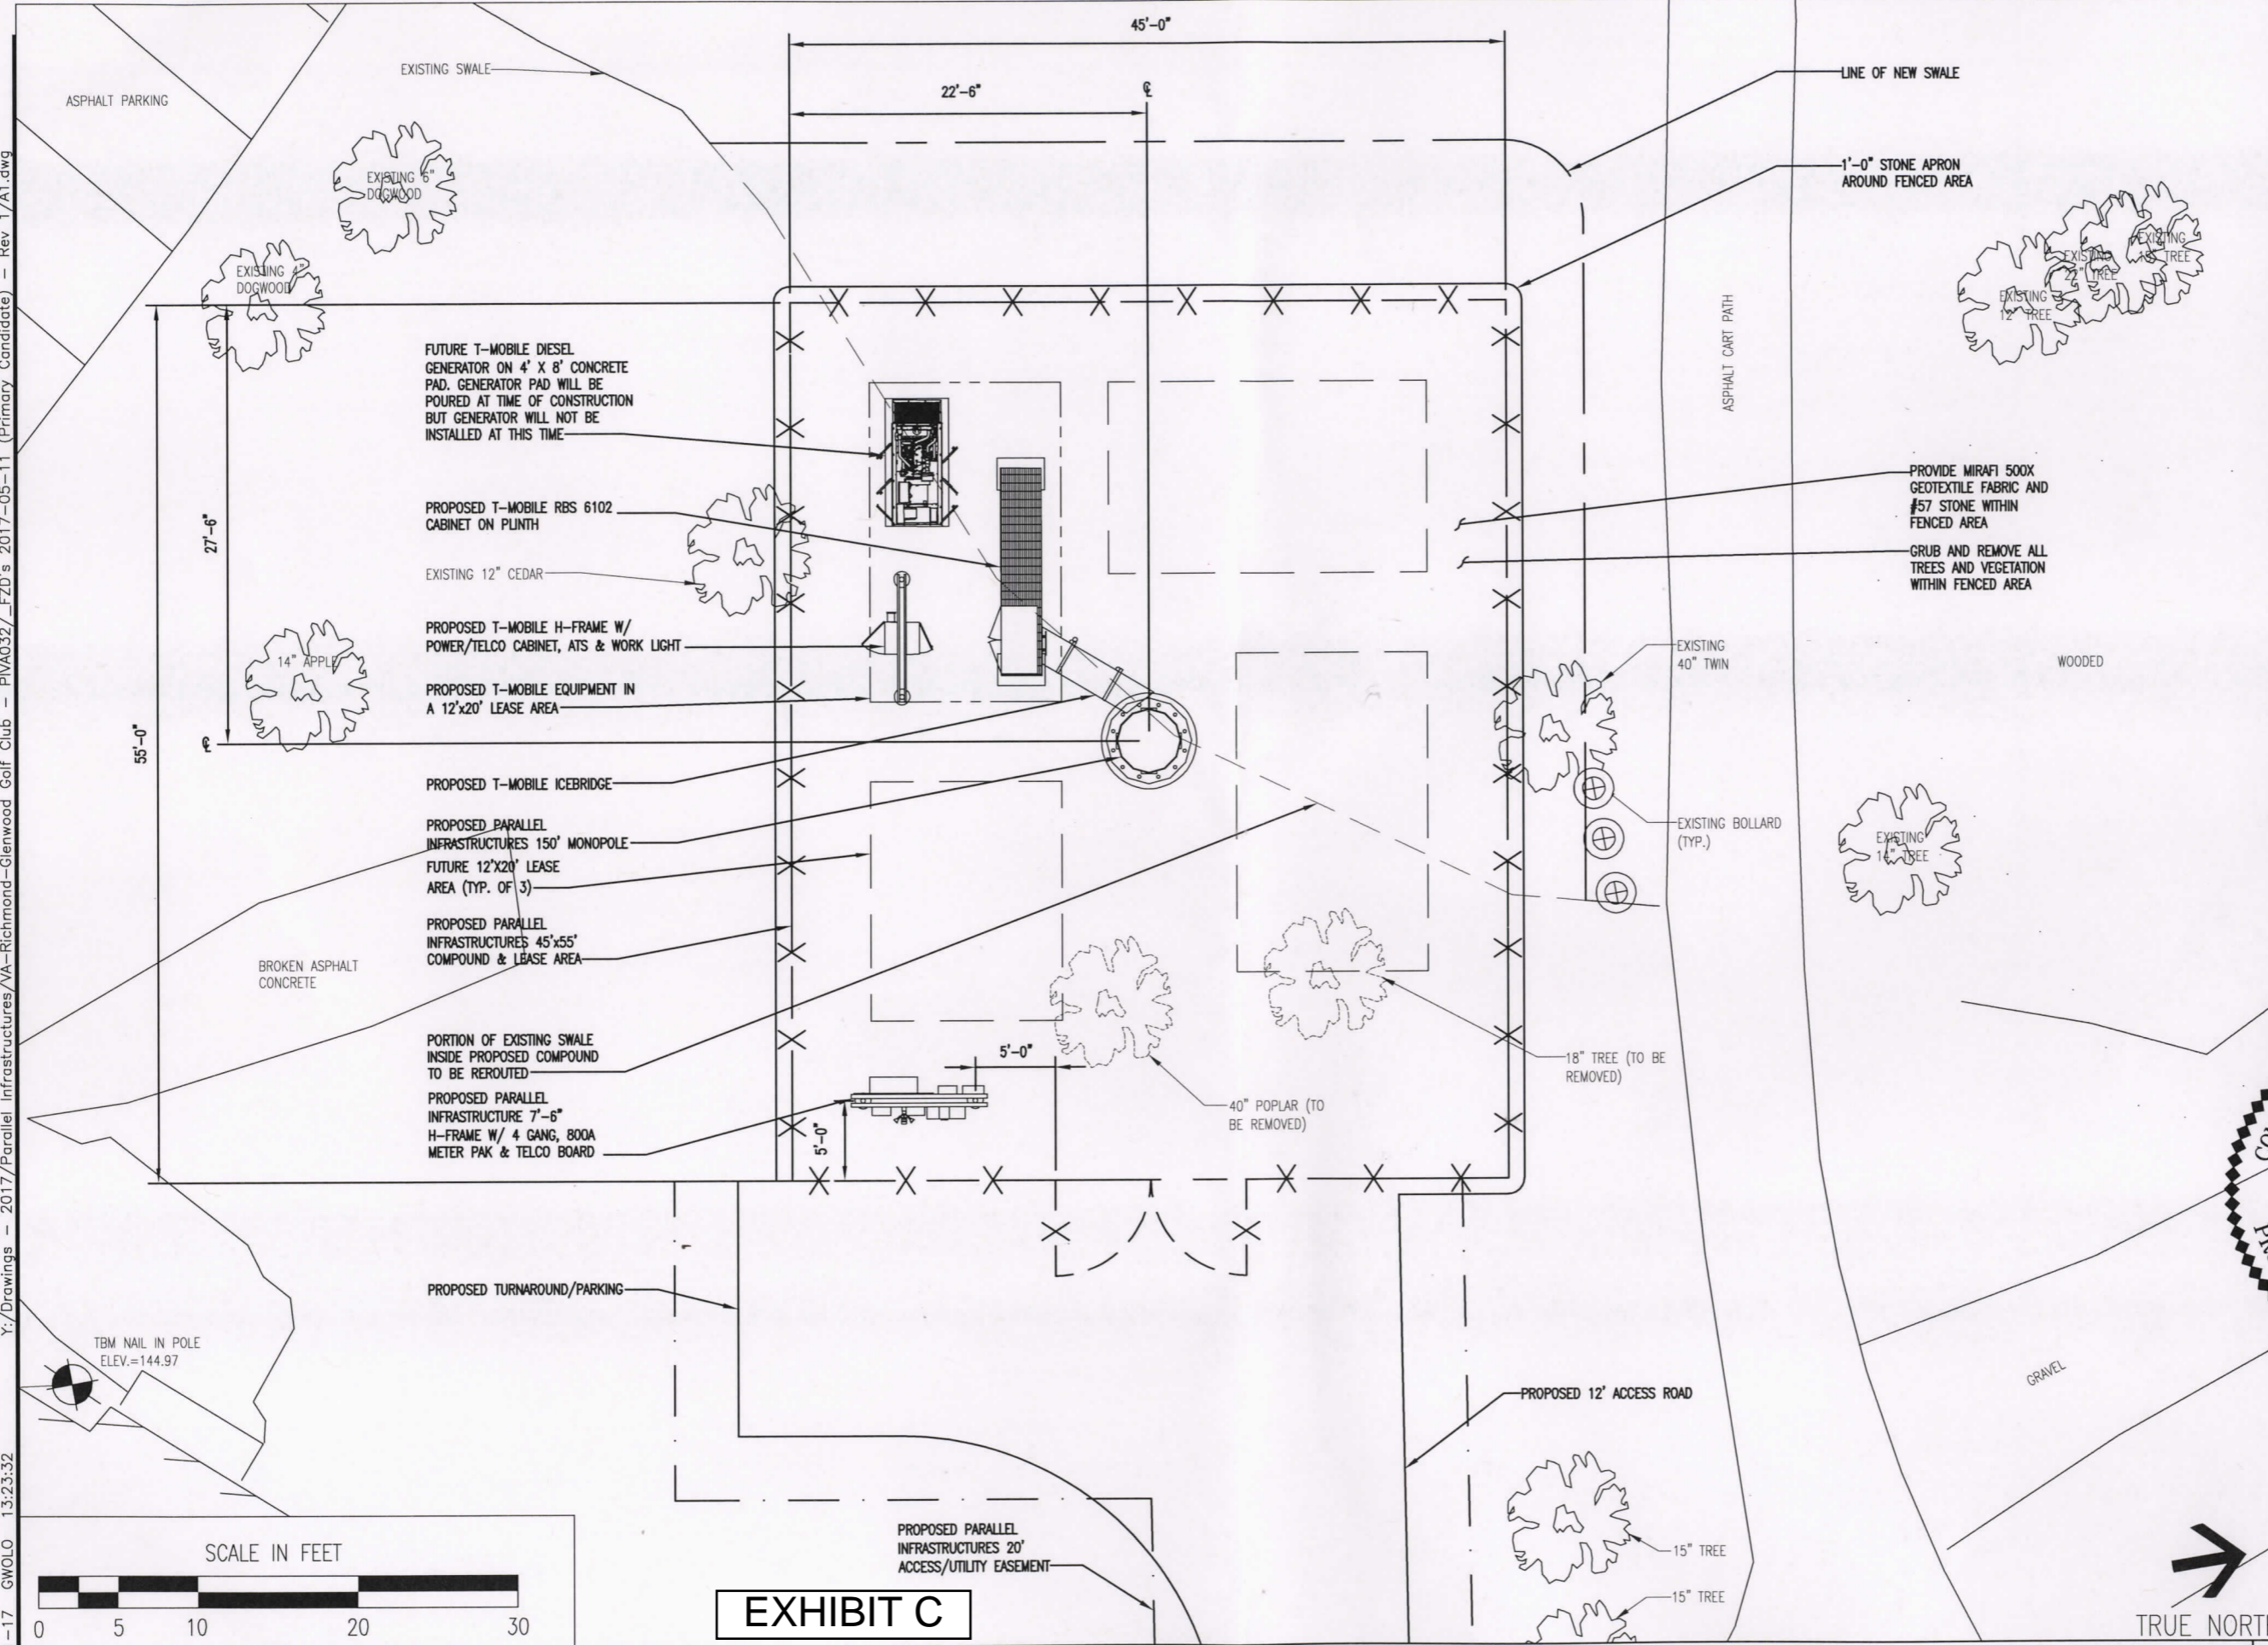 45'-0"
EXISTING SWALE
LINE OF NEW SWALE
ASPHALT PARKING
22'-6"
℄
1'-0" STONE APRON
AROUND FENCED AREA
EXISTING 6"
DOGWOOD
EXISTING 4"
DOGWOOD
EXISTING
EXISTING
22" TREE
EXISTING
12" TREE
ASPHALT CART PATH
FUTURE T-MOBILE DIESEL
GENERATOR ON 4' X 8' CONCRETE
PAD. GENERATOR PAD WILL BE
POURED AT TIME OF CONSTRUCTION
BUT GENERATOR WILL NOT BE
INSTALLED AT THIS TIME
PROPOSED T-MOBILE RBS 6102
CABINET ON PLINTH
PROVIDE MIRAFI 500X
GEOTEXTILE FABRIC AND
#57 STONE WITHIN
FENCED AREA
27'-6"
EXISTING 12" CEDAR
GRUB AND REMOVE ALL
TREES AND VEGETATION
WITHIN FENCED AREA
PROPOSED T-MOBILE H-FRAME W/
POWER/TELCO CABINET, ATS & WORK LIGHT
14" APPLE
EXISTING
40" TWIN
WOODED
PROPOSED T-MOBILE EQUIPMENT IN
A 12'x20' LEASE AREA
55'-0"
℄
PROPOSED T-MOBILE ICEBRIDGE
PROPOSED PARALLEL
INFRASTRUCTURES 150' MONOPOLE
EXISTING BOLLARD
(TYP.)
EXISTING
14" TREE
FUTURE 12'X20' LEASE
AREA (TYP. OF 3)
PROPOSED PARALLEL
INFRASTRUCTURES 45'x55'
COMPOUND & LEASE AREA
BROKEN ASPHALT
CONCRETE
PORTION OF EXISTING SWALE
INSIDE PROPOSED COMPOUND
TO BE REROUTED
5'-0"
18" TREE (TO BE
REMOVED)
PROPOSED PARALLEL
INFRASTRUCTURE 7'-6"
H-FRAME W/ 4 GANG, 800A
METER PAK & TELCO BOARD
5'-0"
40" POPLAR (TO
BE REMOVED)
PROPOSED TURNAROUND/PARKING
TBM NAIL IN POLE
ELEV.=144.97
GRAVEL
PROPOSED 12' ACCESS ROAD
PROPOSED PARALLEL
INFRASTRUCTURES 20'
ACCESS/UTILITY EASEMENT
15" TREE
15" TREE
SCALE IN FEET
0 5 10 20 30
EXHIBIT C
TRUE NORT
-17 GWOLO 13:23:32 Y:/Drawings - 2017/Parallel Infrastructures/VA-Richmond-Glenwood Golf Club - PIVA032/_FZD's 2017-05-11 (Primary Candidate) - Rev 1/A1.dwg